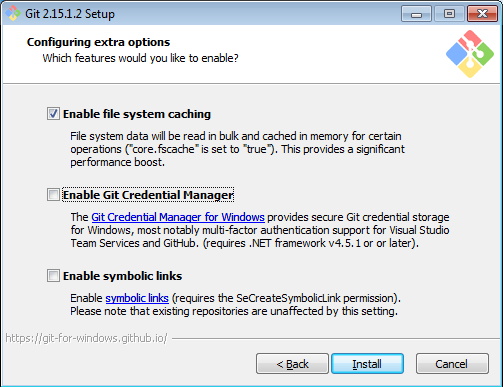 Git 2.15.1.2 Setup
Configuring extra options
Which features would you like to enable?
Enable file system caching
File system data will be read in bulk and cached in memory for certain
operations ("core.fscache" is set to "true"). This provides a significant
performance boost.
Enable Git Credential Manager
The Git Credential Manager for Windows provides secure Git credential storage
for Windows, most notably multi-factor authentication support for Visual Studio
Team Services and GitHub. (requires .NET framework v4.5.1 or or later).
Enable symbolic links
Enable symbolic links (requires the SeCreateSymbolicLink permission).
Please note that existing repositories are unaffected by this setting.
https://git-for-windows.github.io/
< Back
Install
Cancel